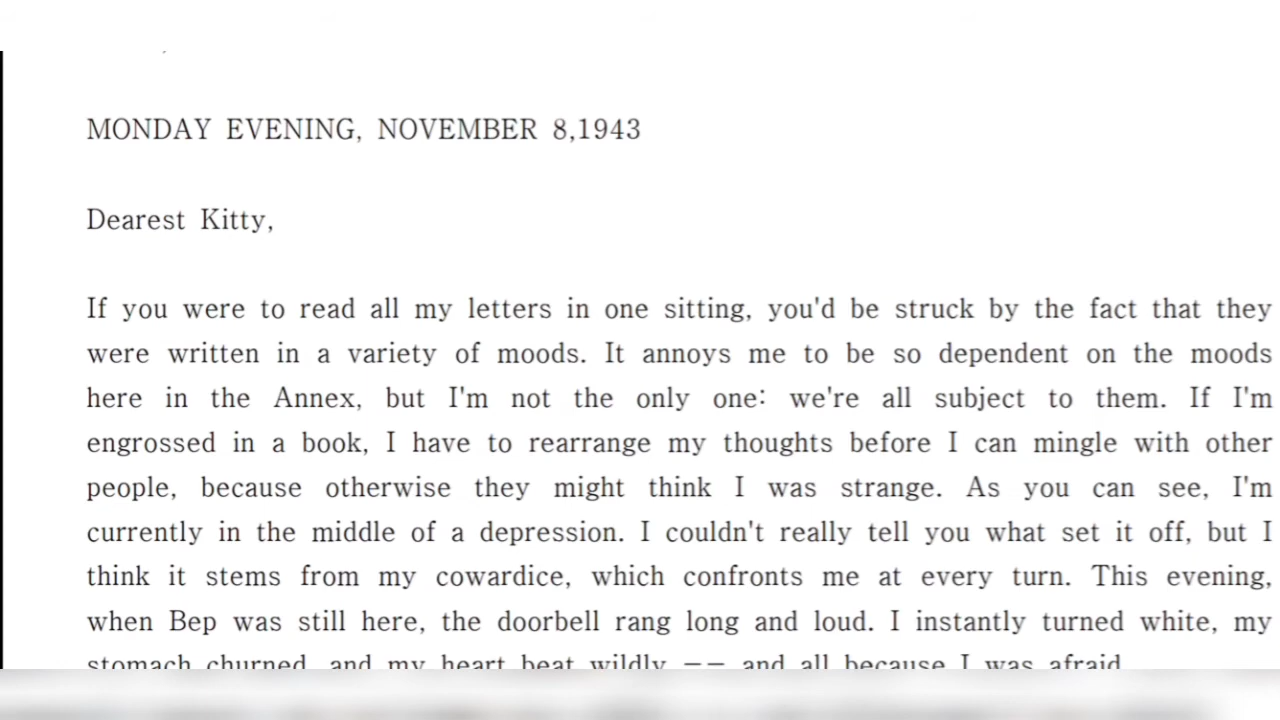 MONDAY EVENING, NOVEMBER 8,1943
Dearest Kitty,
If you were to read all my letters in one sitting, you'd be struck by the fact that they
were written in a variety of moods. It annoys me to be so dependent on the moods
here in the Annex, but I'm not the only one: we're all subject to them. If I'm
engrossed in a book, I have to rearrange my thoughts before I can mingle with other
people, because otherwise they might think I was strange. As you can see, I'm
currently in the middle of a depression. I couldn't really tell you what set it off, but I
think it stems from my cowardice, which confronts me at every turn. This evening,
when Bep was still here, the doorbell rang long and loud. I instantly turned white, my
stomach churned, and my heart beat wildly -- and all because I was afraid.